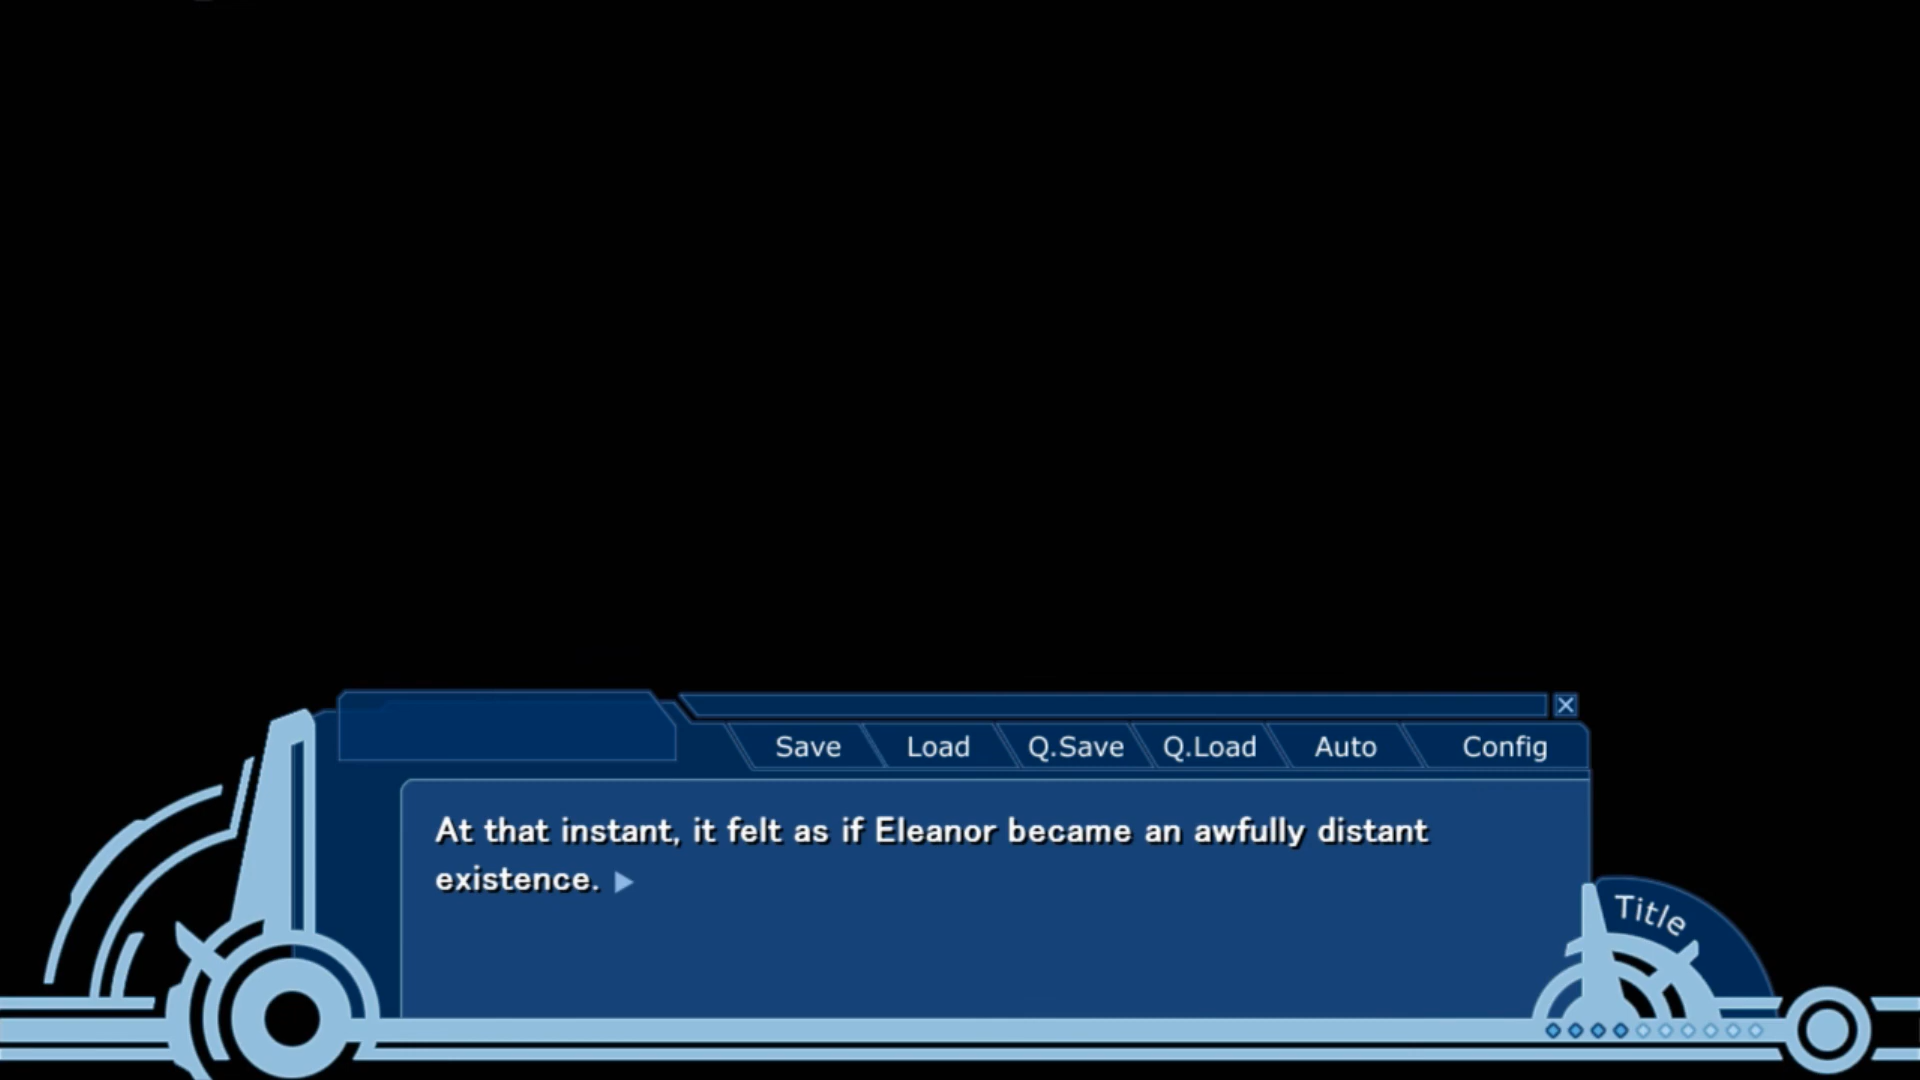 Save Load Q.Save Q.Load Auto Config
At that instant, it felt as if Eleanor became an awfully distant
existence.
Title